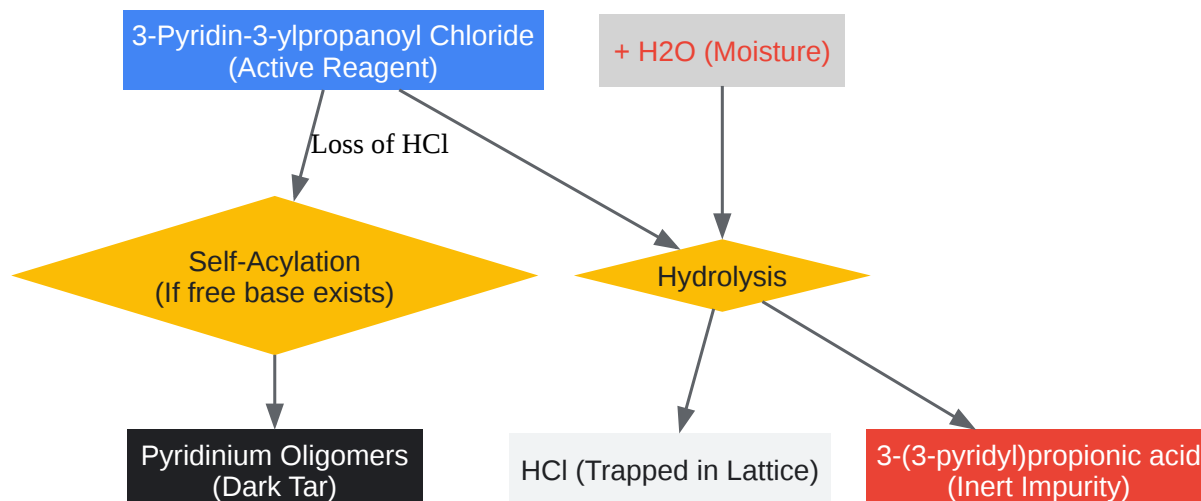 3-Pyridin-3-ylpropanoyl Chloride
(Active Reagent)
+ H2O (Moisture)
Loss of HCl
Self-Acylation
(If free base exists)
Hydrolysis
Pyridinium Oligomers
(Dark Tar)
HCl (Trapped in Lattice)
3-(3-pyridyl)propionic acid
(Inert Impurity)